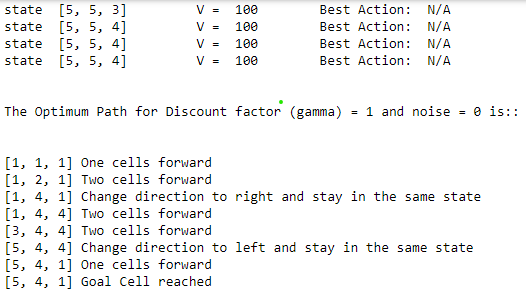 state [5, 5, 3] V = 100 Best Action: N/A
state [5, 5, 4] V = 100 Best Action: N/A
state [5, 5, 4] V = 100 Best Action: N/A
state [5, 5, 4] V = 100 Best Action: N/A
The Optimum Path for Discount factor (gamma) = 1 and noise = 0 is::
[1, 1, 1] One cells forward
[1, 2, 1] Two cells forward
[1, 4, 1] Change direction to right and stay in the same state
[1, 4, 4] Two cells forward
[3, 4, 4] Two cells forward
[5, 4, 4] Change direction to left and stay in the same state
[5, 4, 1] One cells forward
[5, 4, 1] Goal Cell reached